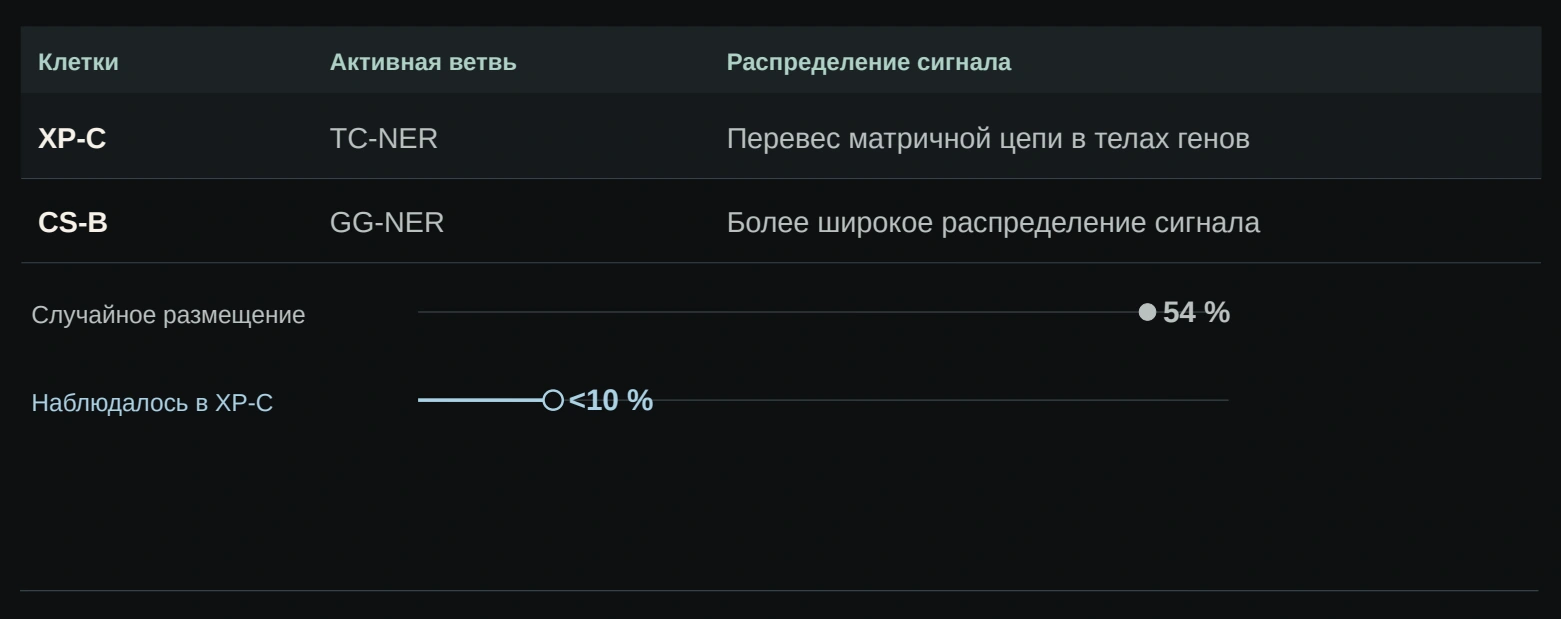 Клетки Активная ветвь Распределение сигнала
XP-C TC-NER Перевес матричной цепи в телах генов
CS-B GG-NER Более широкое распределение сигнала
Случайное размещение 54 %
Наблюдалось в XP-C <10 %